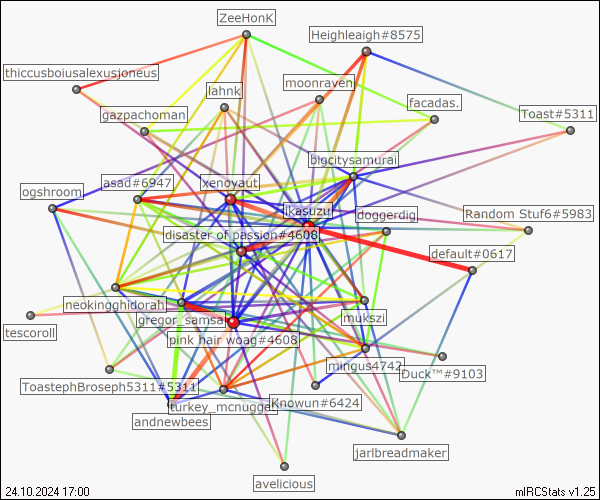 ZeeHonK
Heighleaigh#8575
thiccusboiusalexusjoneus
moonraven
lahnk
facadas.
gazpachoman
Toast#5311
bigcitysamurai
asad#6947
xenoyaut
ogshroom
ikasuzu
doggerdig
Random Stuf6#5983
disaster of passion#4608
default#0617
neokingghidorah
gregor_samsa
mukszi
tescoroll
pink hair woag#4608
mingus4742
Duck™#9103
ToastephBroseph5311#5311
turkey_mcnugget
Knowun#6424
andnewbees
jarlbreadmaker
avelicious
24.10.2024 17:00
mIRCStats v1.25